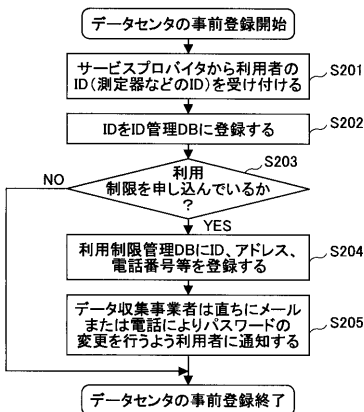 データセンタの事前登録開始
サービスプロバイダから利用者の
ID(測定器などのID)を受け付ける
S201
IDをID管理DBに登録する
S202
S203
利用
制限を申し込んでいるか
?
NO
YES
利用制限管理DBにID、アドレス、
電話番号等を登録する
S204
データ収集事業者は直ちにメール
または電話によりパスワードの
変更を行うよう利用者に通知する
S205
データセンタの事前登録終了